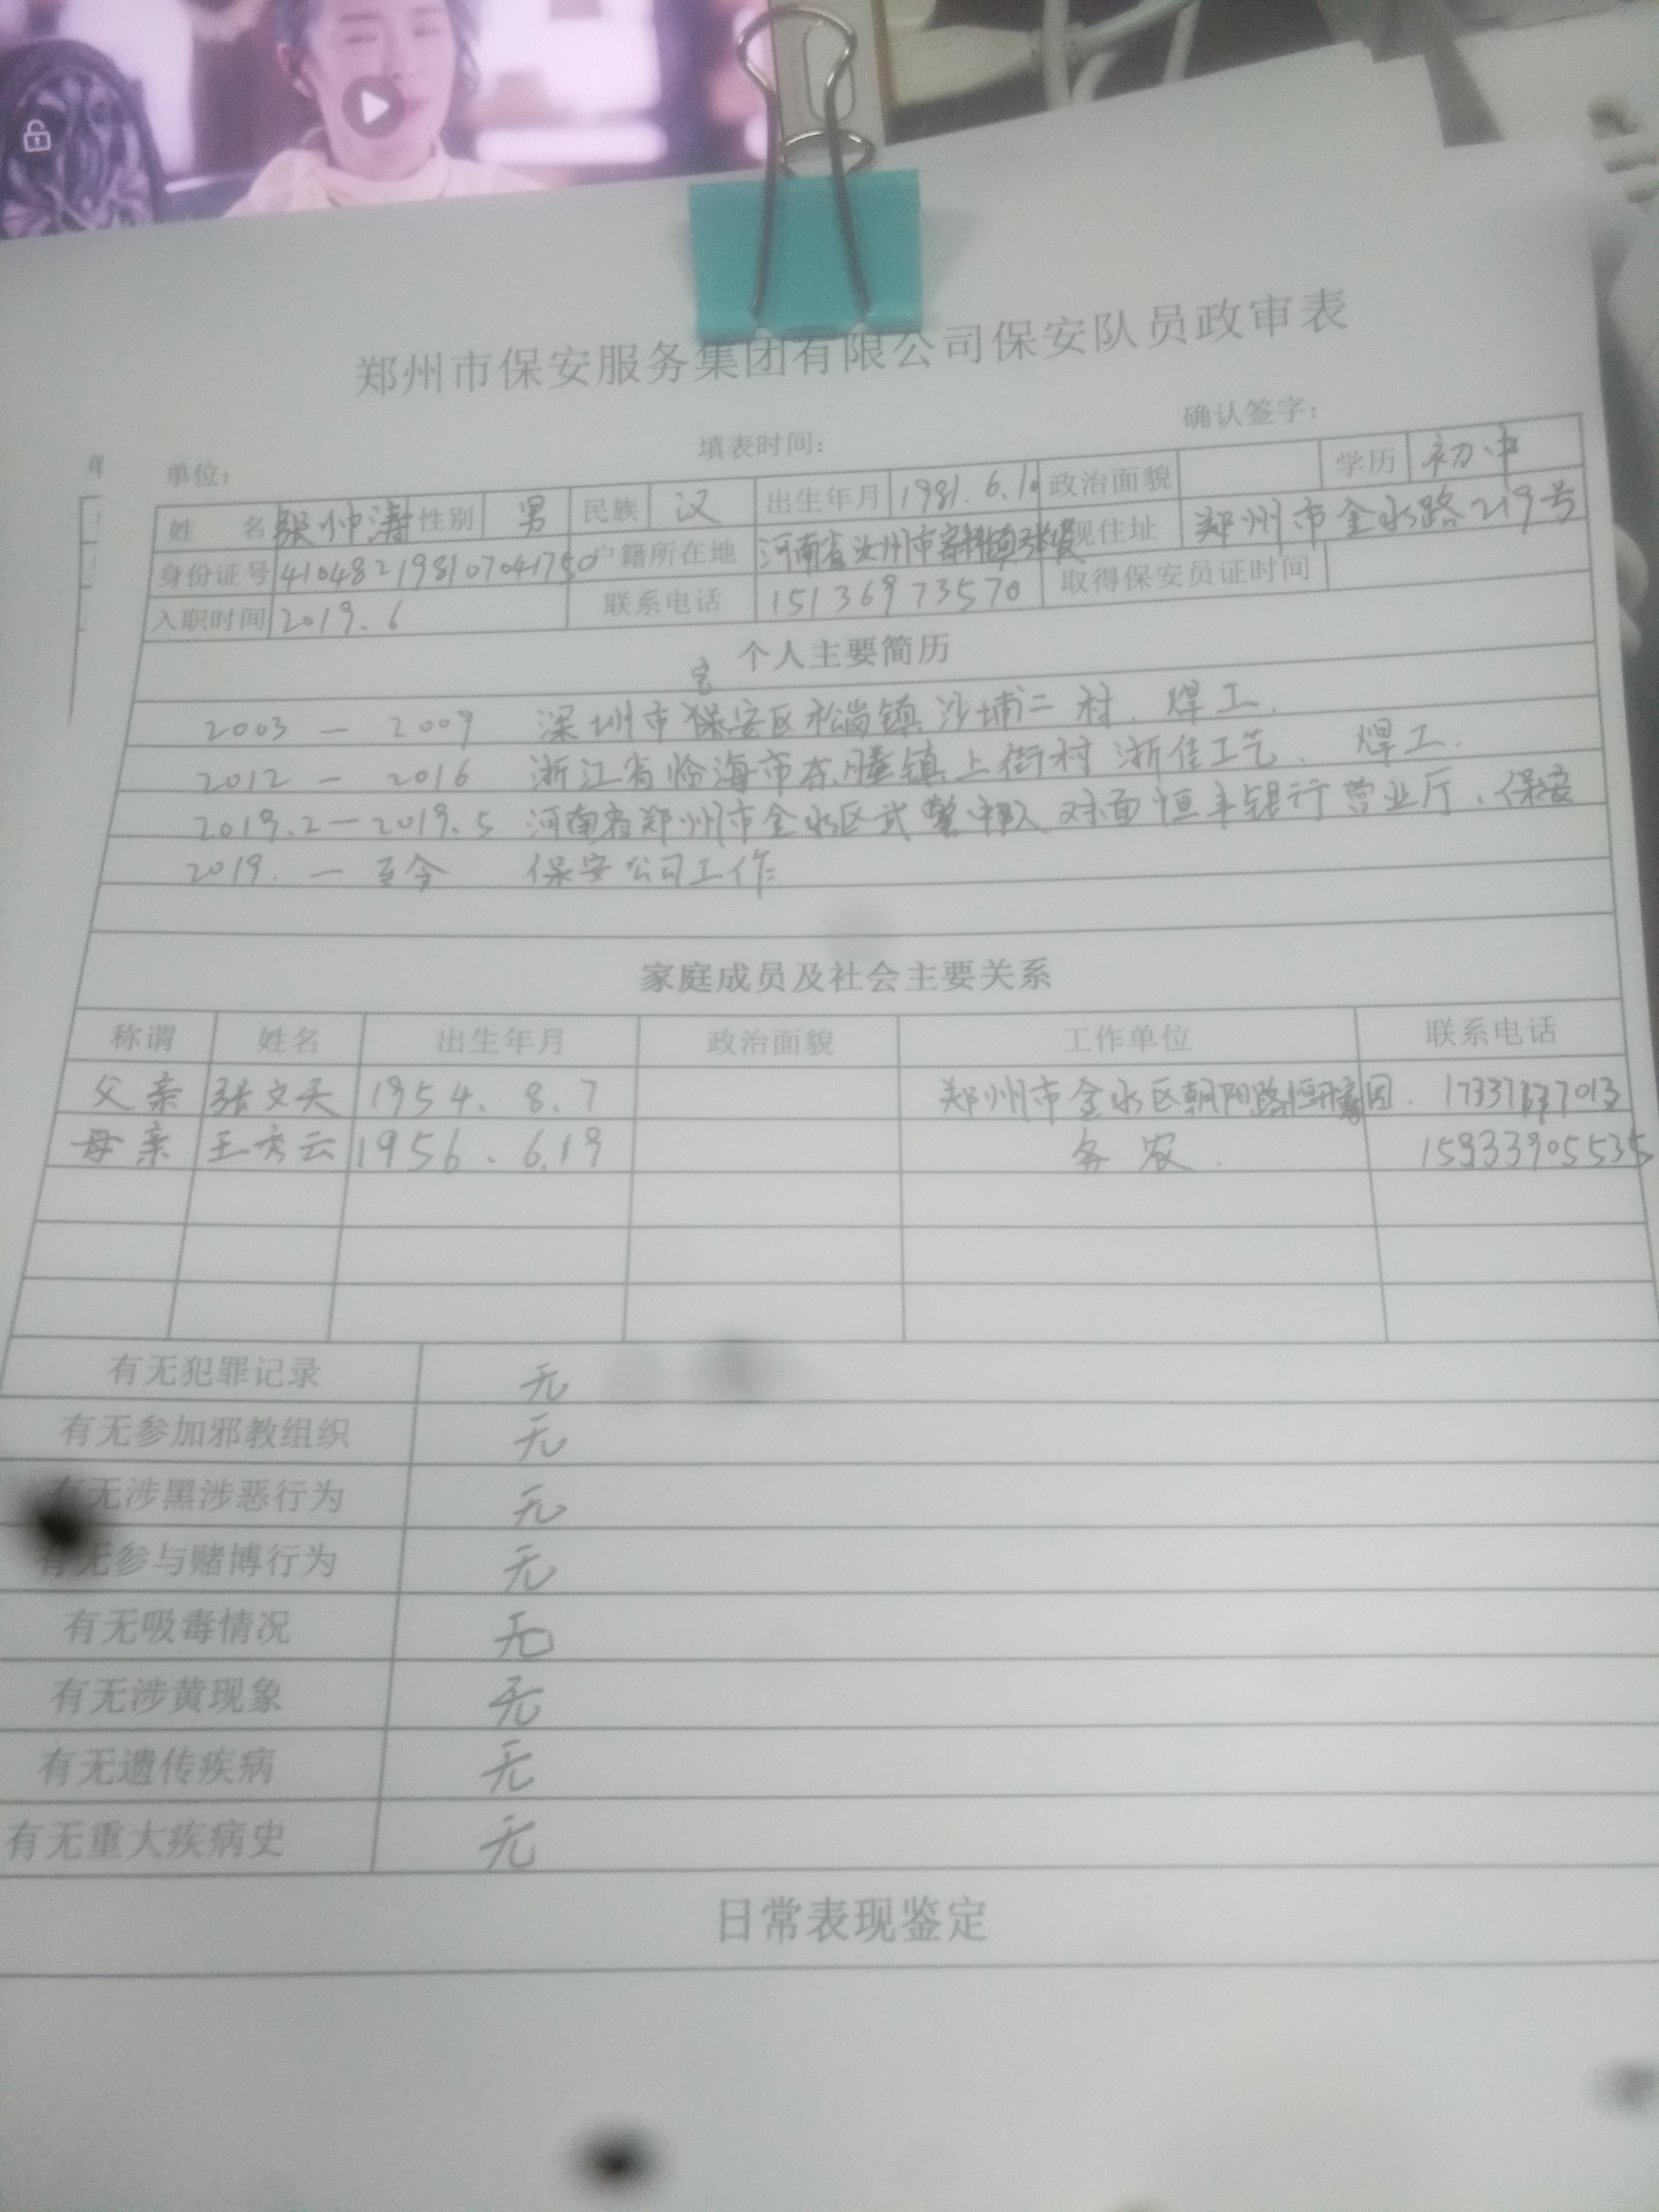 郑州市保安服务集团有限公司保安队员政审表
单位： 填表时间： 确认签字：
姓 名 张帅涛 性别 男 民族 汉 出生年月 1981.6.10 政治面貌 学历 初中
身份证号 410482198107041750 户籍所在地 河南省汝州市寄料镇 现住址 郑州市金水路219号
入职时间 2019.6 联系电话 15136973570 取得保安员证时间
个人主要简历
宝
2003 — 2009 深圳市保安区松岗镇沙埔二村. 焊工.
2012 — 2016 浙江省临海市东塍镇上街村浙佳工艺. 焊工.
2019.2 — 2019.5 河南省郑州市金水区武警 对面恒丰银行营业厅.保安
2019. — 至今 保安公司工作
家庭成员及社会主要关系
称谓 姓名 出生年月 政治面貌 工作单位 联系电话
父亲 张文天 1954. 8. 7 郑州市金水区朝阳路
母亲 王秀云 1956. 6.19 务农. 15933905535
有无犯罪记录 无
有无参加邪教组织 无
有无涉黑涉恶行为 无
有无参与赌博行为 无
有无吸毒情况 无
有无涉黄现象 无
有无遗传疾病 无
有无重大疾病史 无
日常表现鉴定